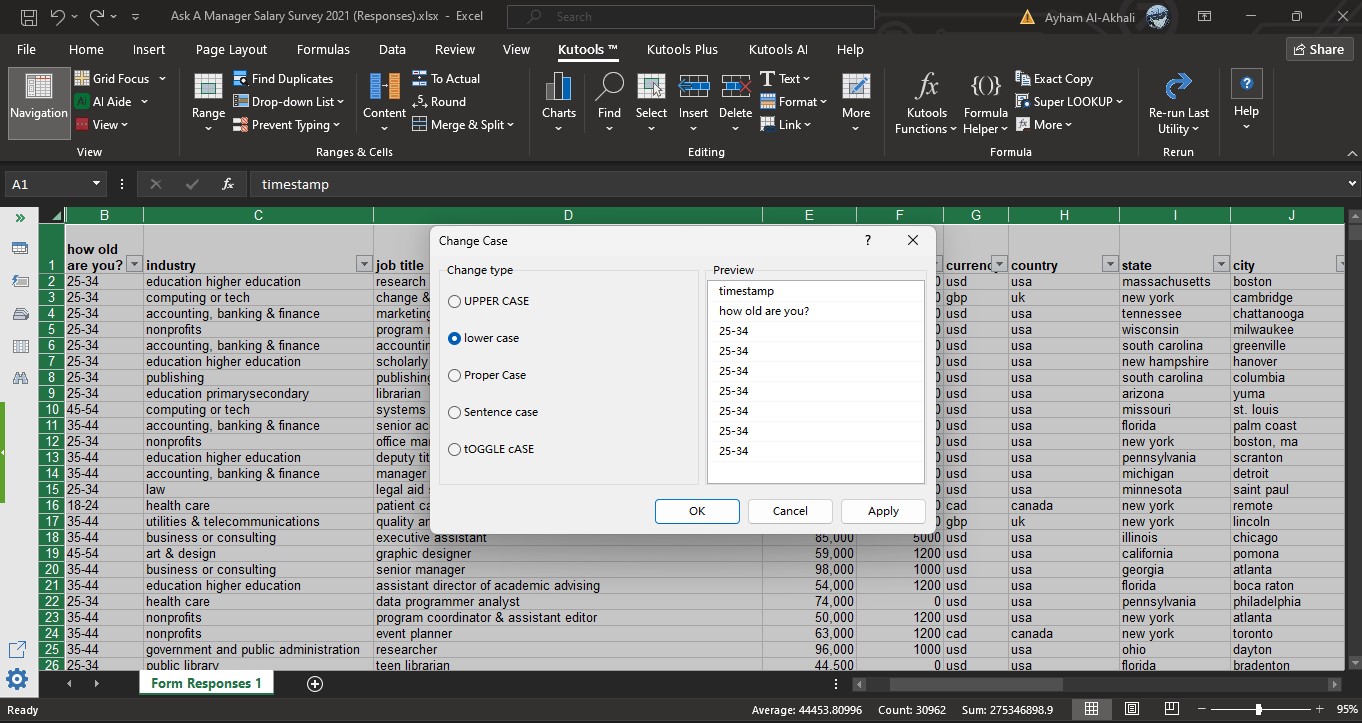 Ask A Manager Salary Survey 2021 (Responses).xlsx - Excel
Search
Ayham Al-Akhali
File Home Insert Page Layout Formulas Data Review View Kutools ™ Kutools Plus Kutools AI Help
Share
Navigation
Grid Focus
AI Aide
View
View
Range
Find Duplicates
Drop-down List
Prevent Typing
Content
To Actual
Round
Merge & Split
Ranges & Cells
Charts
Find
Select
Insert
Delete
Text
Format
Link
More
Editing
Kutools Functions
Formula Helper
Exact Copy
Super LOOKUP
More
Formula
Re-run Last Utility
Rerun
Help
A1
fx
timestamp
B C D E F G H I J
1 how old are you? industry job title currenc country state city
2 25-34 education higher education research usd usa massachusetts boston
3 25-34 computing or tech change & gbp uk new york cambridge
4 25-34 accounting, banking & finance marketing usd usa tennessee chattanooga
5 25-34 nonprofits program usd usa wisconsin milwaukee
6 25-34 accounting, banking & finance usd usa south carolina greenville
7 25-34 education higher education scholarly usd usa new hampshire hanover
8 25-34 publishing publishing usd usa south carolina columbia
9 25-34 education primarysecondary librarian usd usa arizona yuma
10 45-54 computing or tech systems usd usa missouri st. louis
11 35-44 accounting, banking & finance senior ac usd usa florida palm coast
12 25-34 nonprofits office ma usd usa new york boston, ma
13 35-44 education higher education deputy tit usd usa pennsylvania scranton
14 35-44 accounting, banking & finance manager usd usa michigan detroit
15 25-34 law legal aid usd usa minnesota saint paul
16 18-24 health care patient ca cad canada new york remote
17 35-44 utilities & telecommunications quality an gbp uk new york lincoln
18 35-44 business or consulting executive assistant 85,000 5000 usd usa illinois chicago
19 45-54 art & design graphic designer 59,000 1200 usd usa california pomona
20 35-44 business or consulting senior manager 98,000 1000 usd usa georgia atlanta
21 35-44 education higher education assistant director of academic advising 54,000 1200 usd usa florida boca raton
22 25-34 health care data programmer analyst 74,000 0 usd usa pennsylvania philadelphia
23 35-44 nonprofits program coordinator & assistant editor 50,000 1200 usd usa new york atlanta
24 35-44 nonprofits event planner 63,000 1200 cad canada new york toronto
25 35-44 government and public administration researcher 96,000 1000 usd usa ohio dayton
26 25-34 public library teen librarian 44,500 0 usd usa florida bradenton
Change Case
?
Change type
UPPER CASE
lower case
Proper Case
Sentence case
tOGGLE cASE
Preview
timestamp
how old are you?
25-34
25-34
25-34
25-34
25-34
25-34
25-34
OK Cancel Apply
Form Responses 1
Ready
Average: 44453.80996 Count: 30962 Sum: 275346898.9
95%